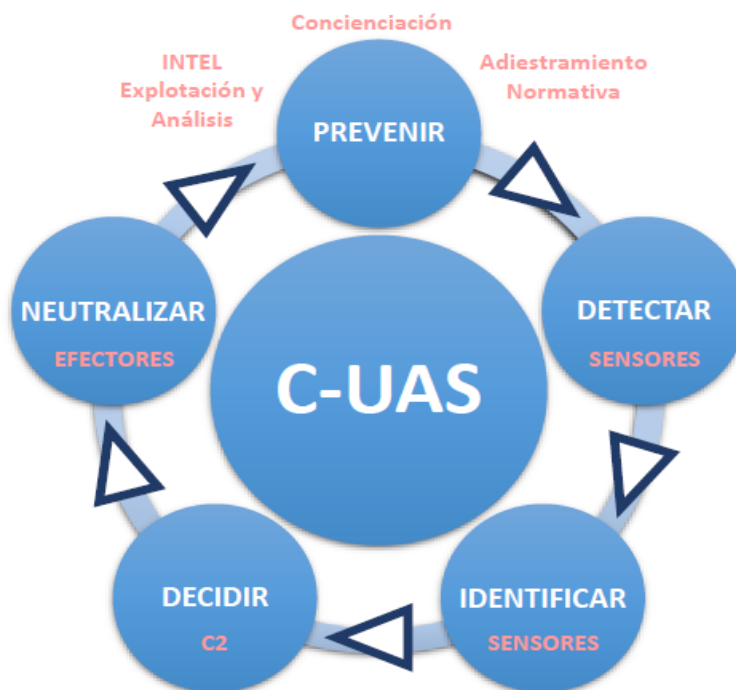 Concienciación
INTEL
Explotación y
Análisis
Adiestramiento
Normativa
PREVENIR
NEUTRALIZAR
EFECTORES
DETECTAR
SENSORES
C-UAS
DECIDIR
C2
IDENTIFICAR
SENSORES